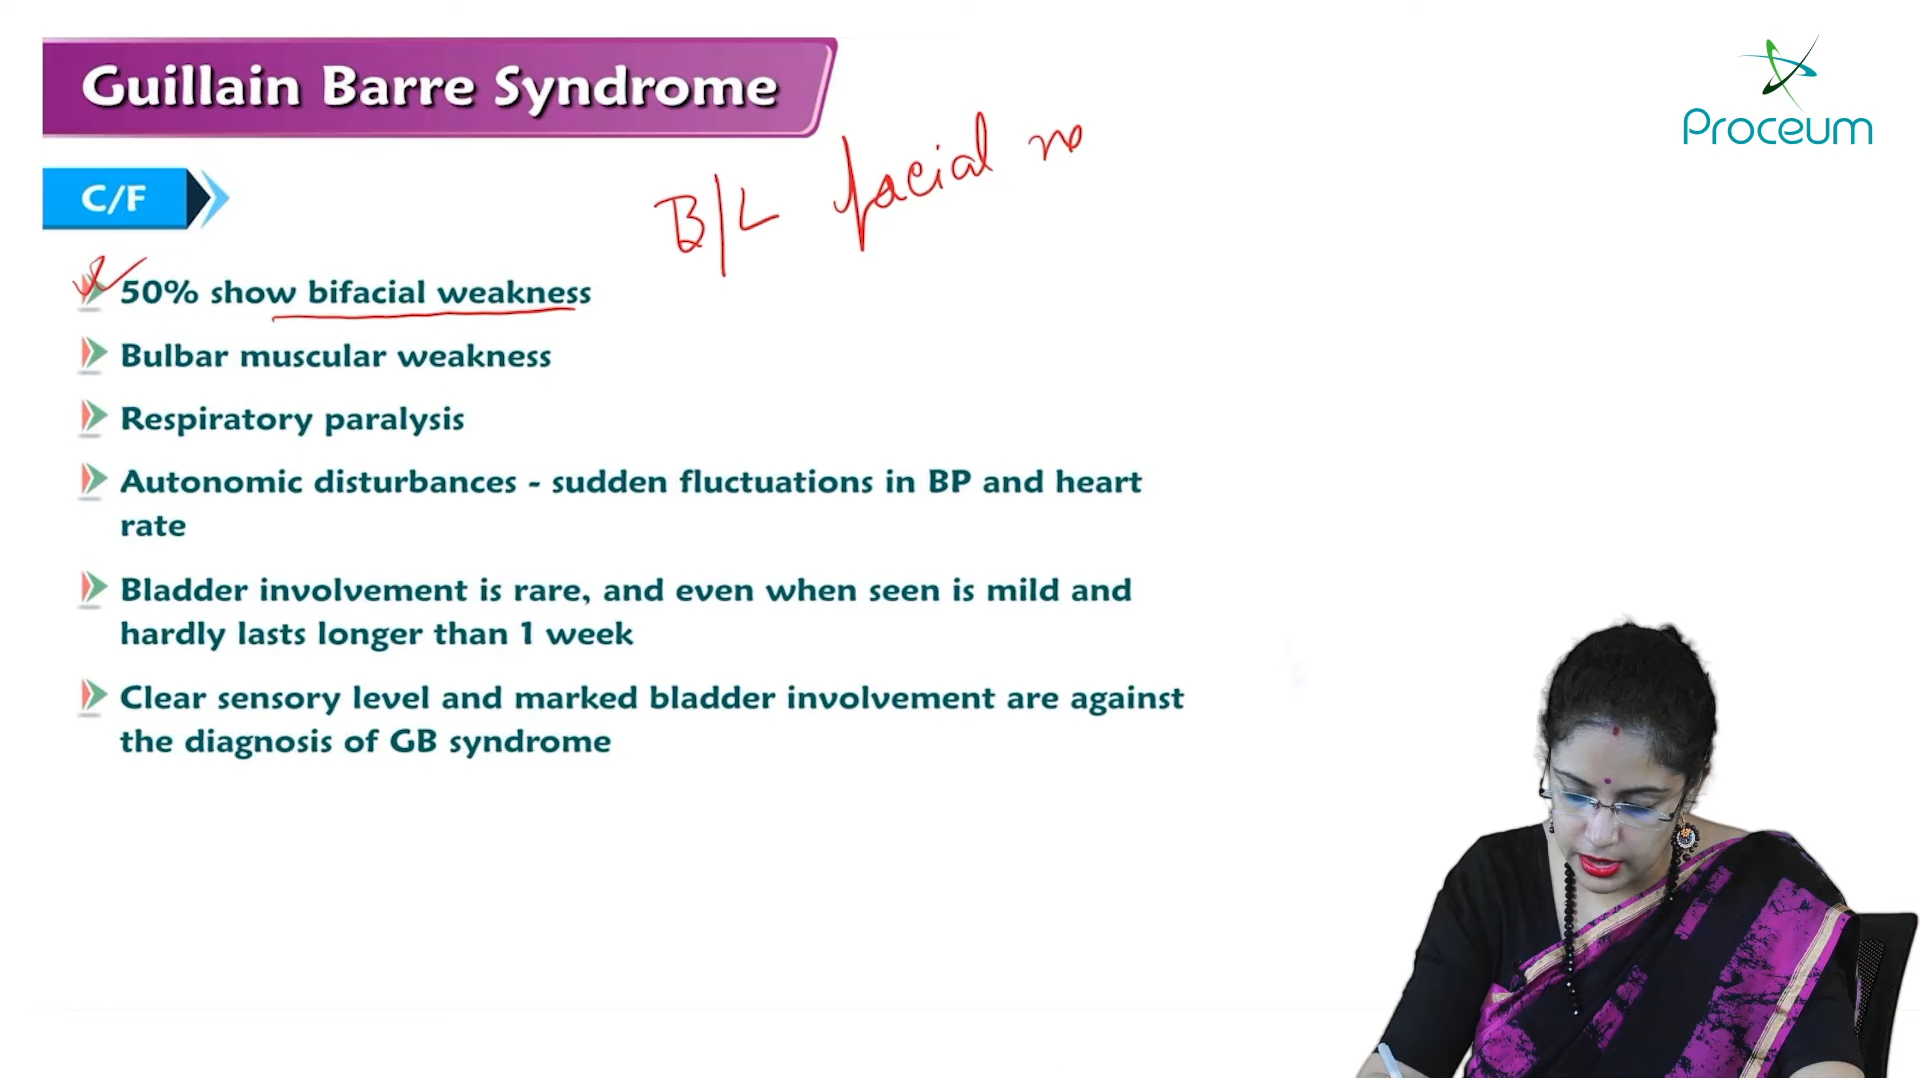 Guillain Barre Syndrome
Proceum
B/L facial
C/F
50% show bifacial weakness
Bulbar muscular weakness
Respiratory paralysis
Autonomic disturbances - sudden fluctuations in BP and heart
rate
Bladder involvement is rare, and even when seen is mild and
hardly lasts longer than 1 week
Clear sensory level and marked bladder involvement are against
the diagnosis of GB syndrome